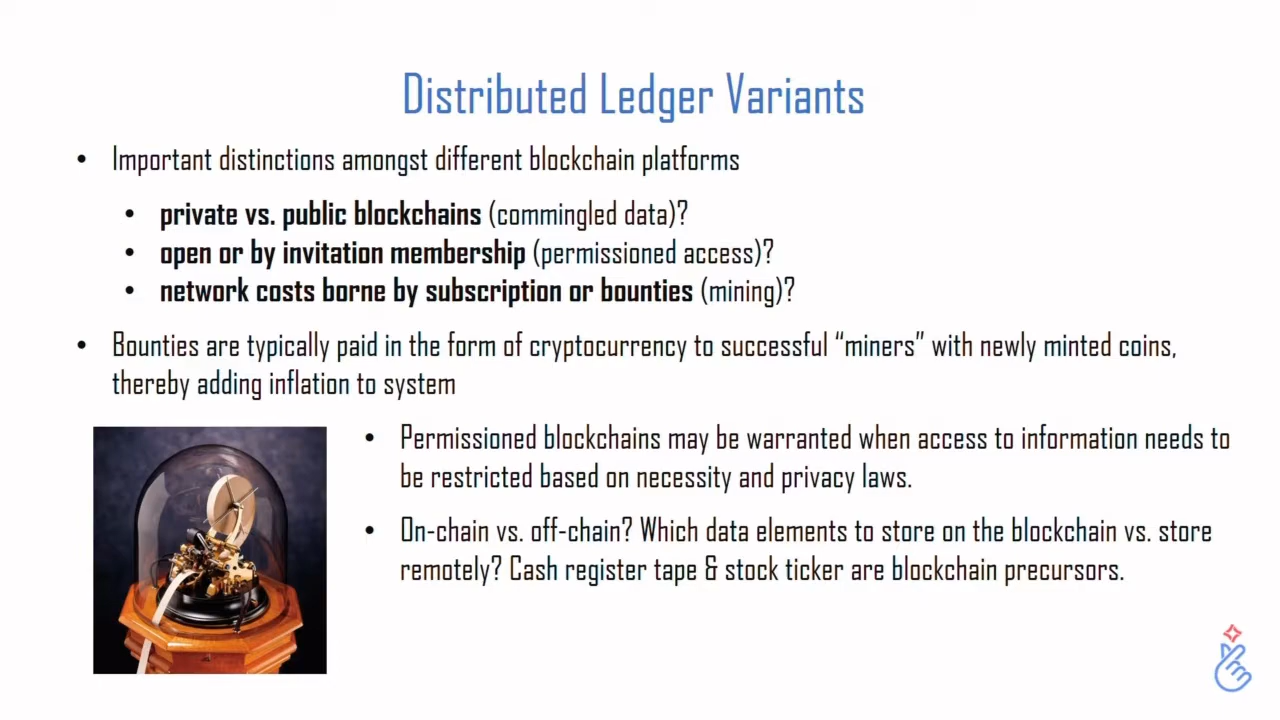 Distributed Ledger Variants
• Important distinctions amongst different blockchain platforms
• private vs. public blockchains (commingled data)?
• open or by invitation membership (permissioned access)?
• network costs borne by subscription or bounties (mining)?
• Bounties are typically paid in the form of cryptocurrency to successful “miners” with newly minted coins,
thereby adding inflation to system
• Permissioned blockchains may be warranted when access to information needs to
be restricted based on necessity and privacy laws.
• On-chain vs. off-chain? Which data elements to store on the blockchain vs. store
remotely? Cash register tape & stock ticker are blockchain precursors.